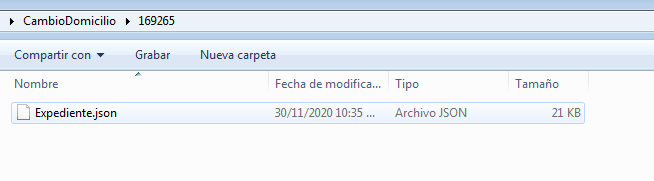 CambioDomicilio 169265
Compartir con Grabar Nueva carpeta
Nombre Fecha de modifica... Tipo Tamaño
Expediente.json 30/11/2020 10:35 ... Archivo JSON 21 KB